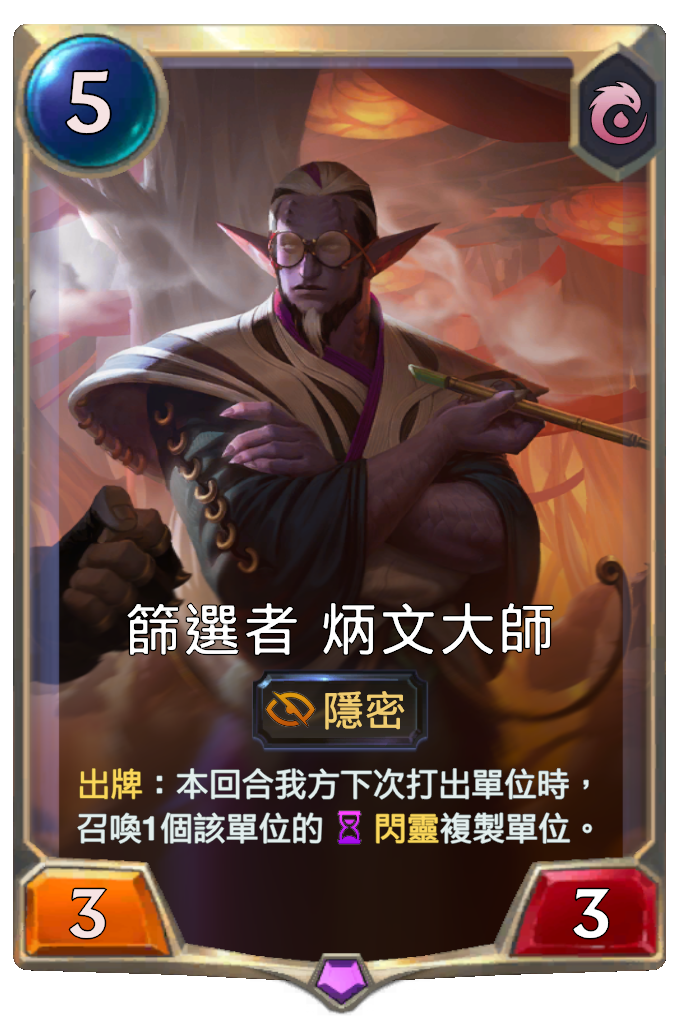 5
篩選者 炳文大師
隱密
出牌：本回合我方下次打出單位時，
召喚1個該單位的 閃靈複製單位。
3
3